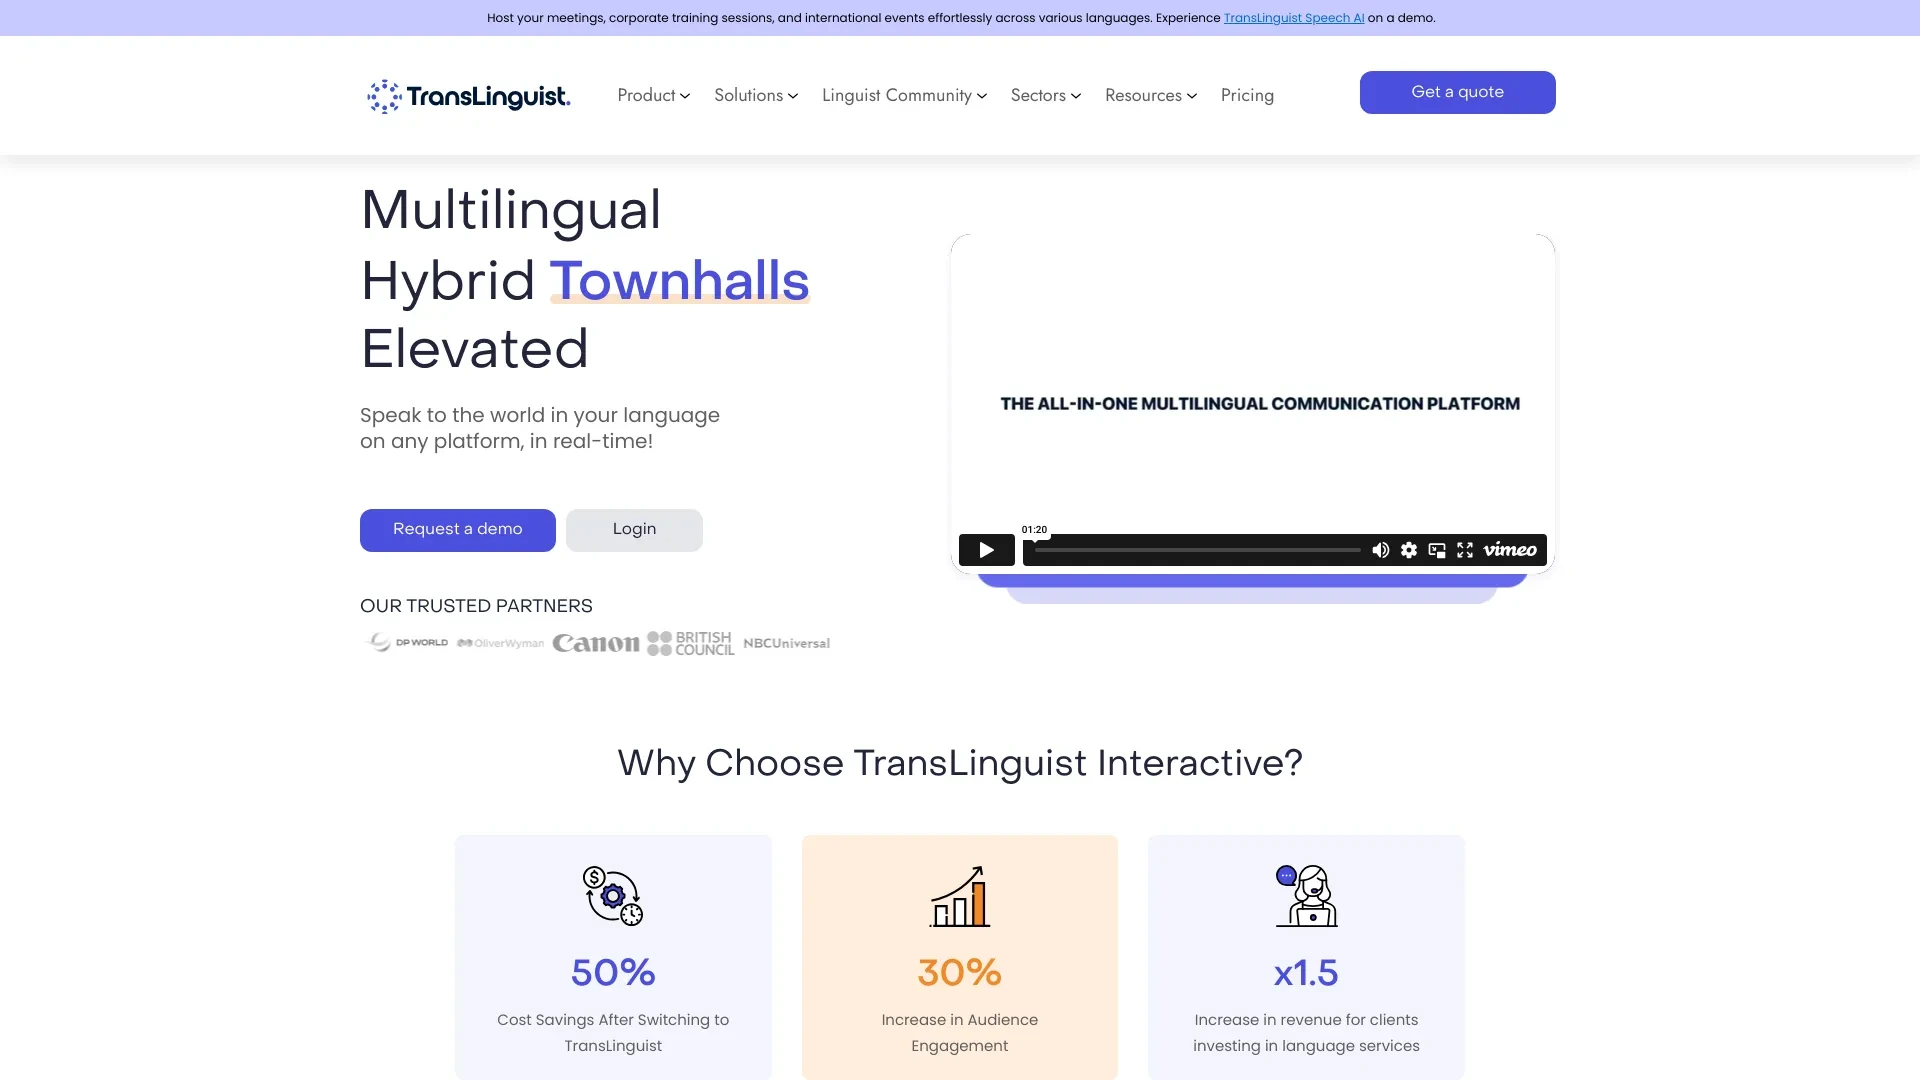 Host your meetings, corporate training sessions, and international events effortlessly across various languages. Experience TransLinguist Speech AI on a demo.
TransLinguist.
Product
Solutions
Linguist Community
Sectors
Resources
Pricing
Get a quote
Multilingual
Hybrid Townhalls
Elevated
Speak to the world in your language
on any platform, in real-time!
Request a demo
Login
THE ALL-IN-ONE MULTILINGUAL COMMUNICATION PLATFORM
01:20
vimeo
OUR TRUSTED PARTNERS
DP WORLD
OliverWyman
Canon
BRITISH
COUNCIL
NBCUniversal
Why Choose TransLinguist Interactive?
50%
Cost Savings After Switching to
TransLinguist
30%
Increase in Audience
Engagement
x1.5
Increase in revenue for clients
investing in language services